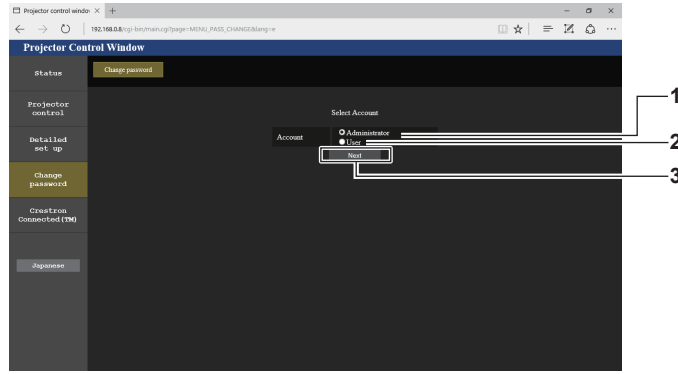 Projector control window
192.168.0.8/cgi-bin/main.cgi?page=MENU_PASS_CHANGE&lang=e
Projector Control Window
Status
Change password
Projector
control
Select Account
1
Account
Administrator
User
2
Detailed
set up
Next
3
Change
password
Crestron
Connected(TM)
Japanese